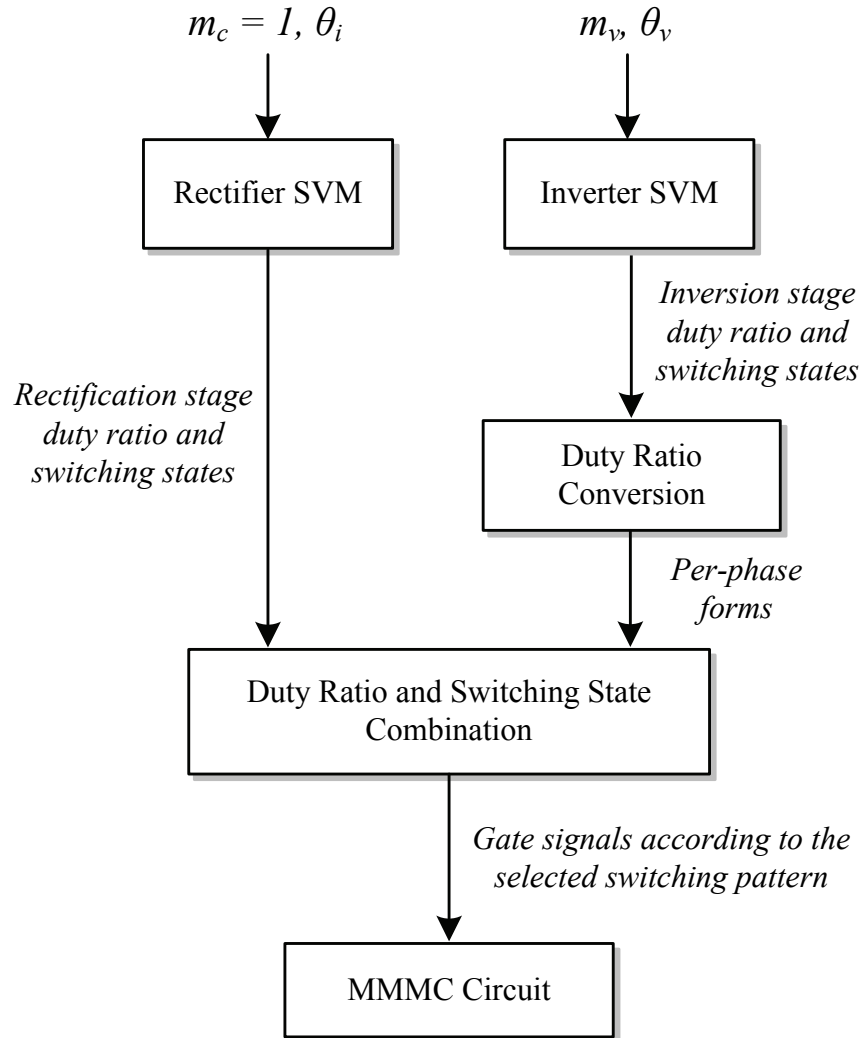 m_c = 1, θ_i
m_v, θ_v
Rectifier SVM
Inverter SVM
Inversion stage
duty ratio and
switching states
Rectification stage
duty ratio and
switching states
Duty Ratio
Conversion
Per-phase
forms
Duty Ratio and Switching State
Combination
Gate signals according to the
selected switching pattern
MMMC Circuit